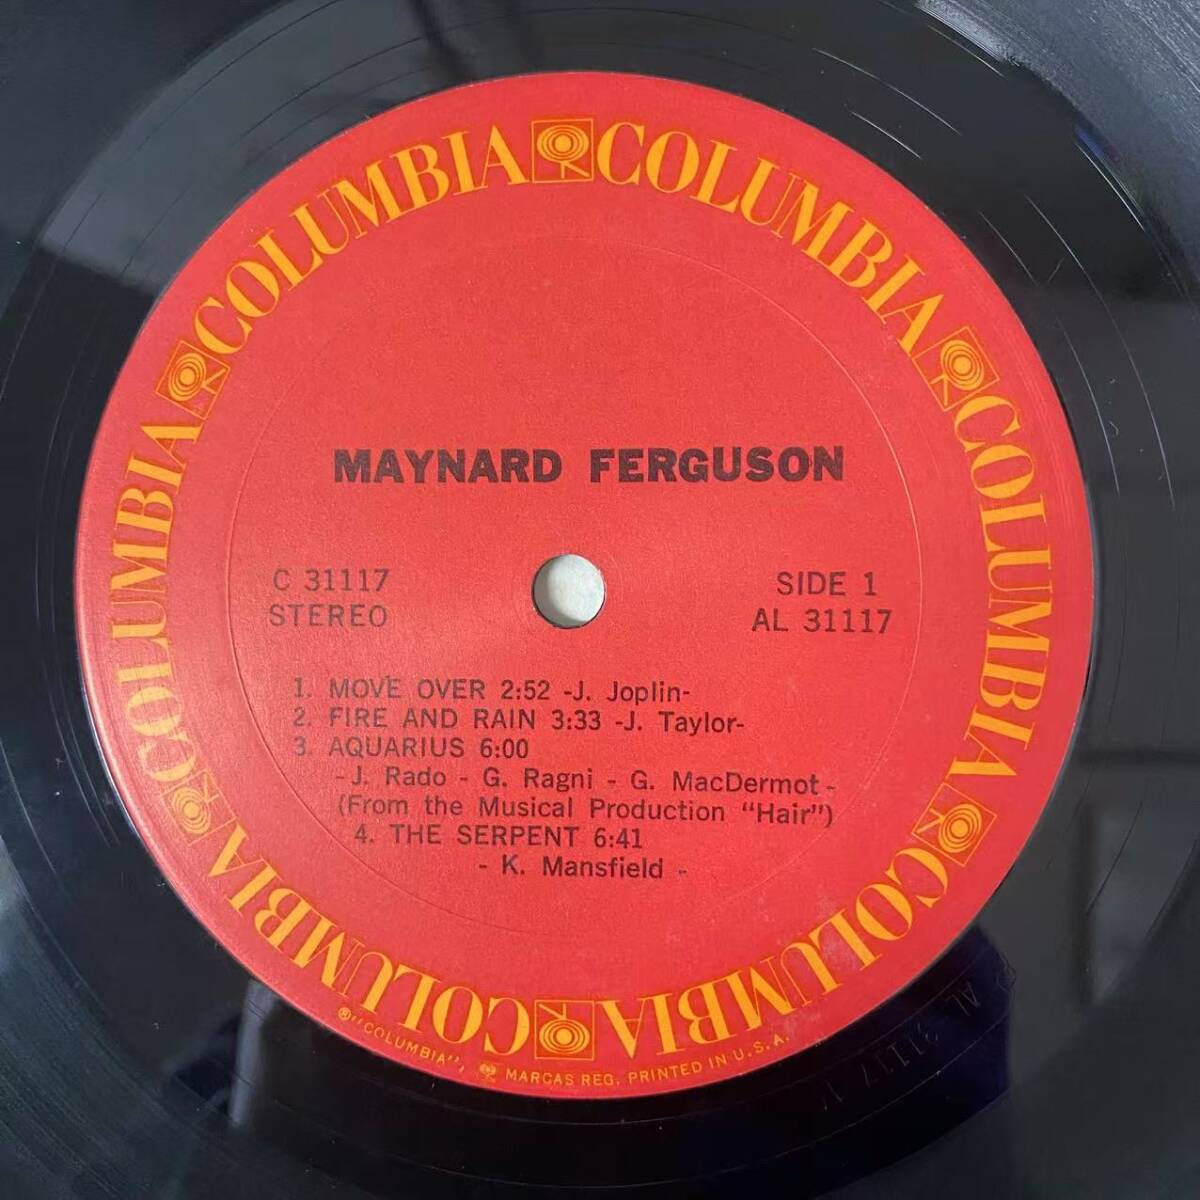 COLUMBIA COLUMBIA COLUMBIA COLUMBIA COLUMBIA COLUMBIA
MAYNARD FERGUSON
C 31117
STEREO
SIDE 1
AL 31117
1. MOVE OVER 2:52 -J. Joplin-
2. FIRE AND RAIN 3:33 -J. Taylor-
3. AQUARIUS 6:00
- J. Rado - G. Ragni - G. MacDermot -
(From the Musical Production "Hair")
4. THE SERPENT 6:41
- K. Mansfield -
® "COLUMBIA", MARCAS REG. PRINTED IN U.S.A.
AL 31117